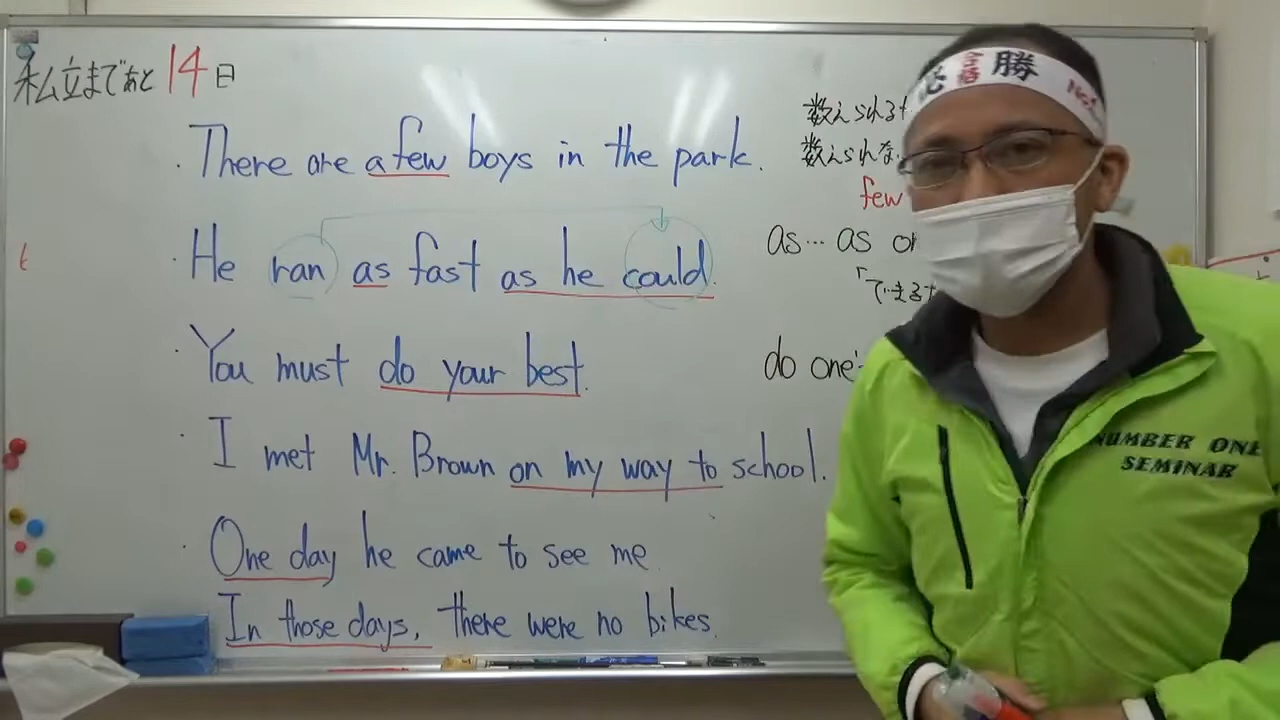 私立まであと14日
・There are a few boys in the park.
・He ran as fast as he could.
・You must do your best.
・I met Mr. Brown on my way to school.
・One day he came to see me.
In those days, there were no bikes.
数えられる
数えられな
few
as… as
「できる
do one's
t
必 合格 勝 No.1
NUMBER ONE
SEMINAR